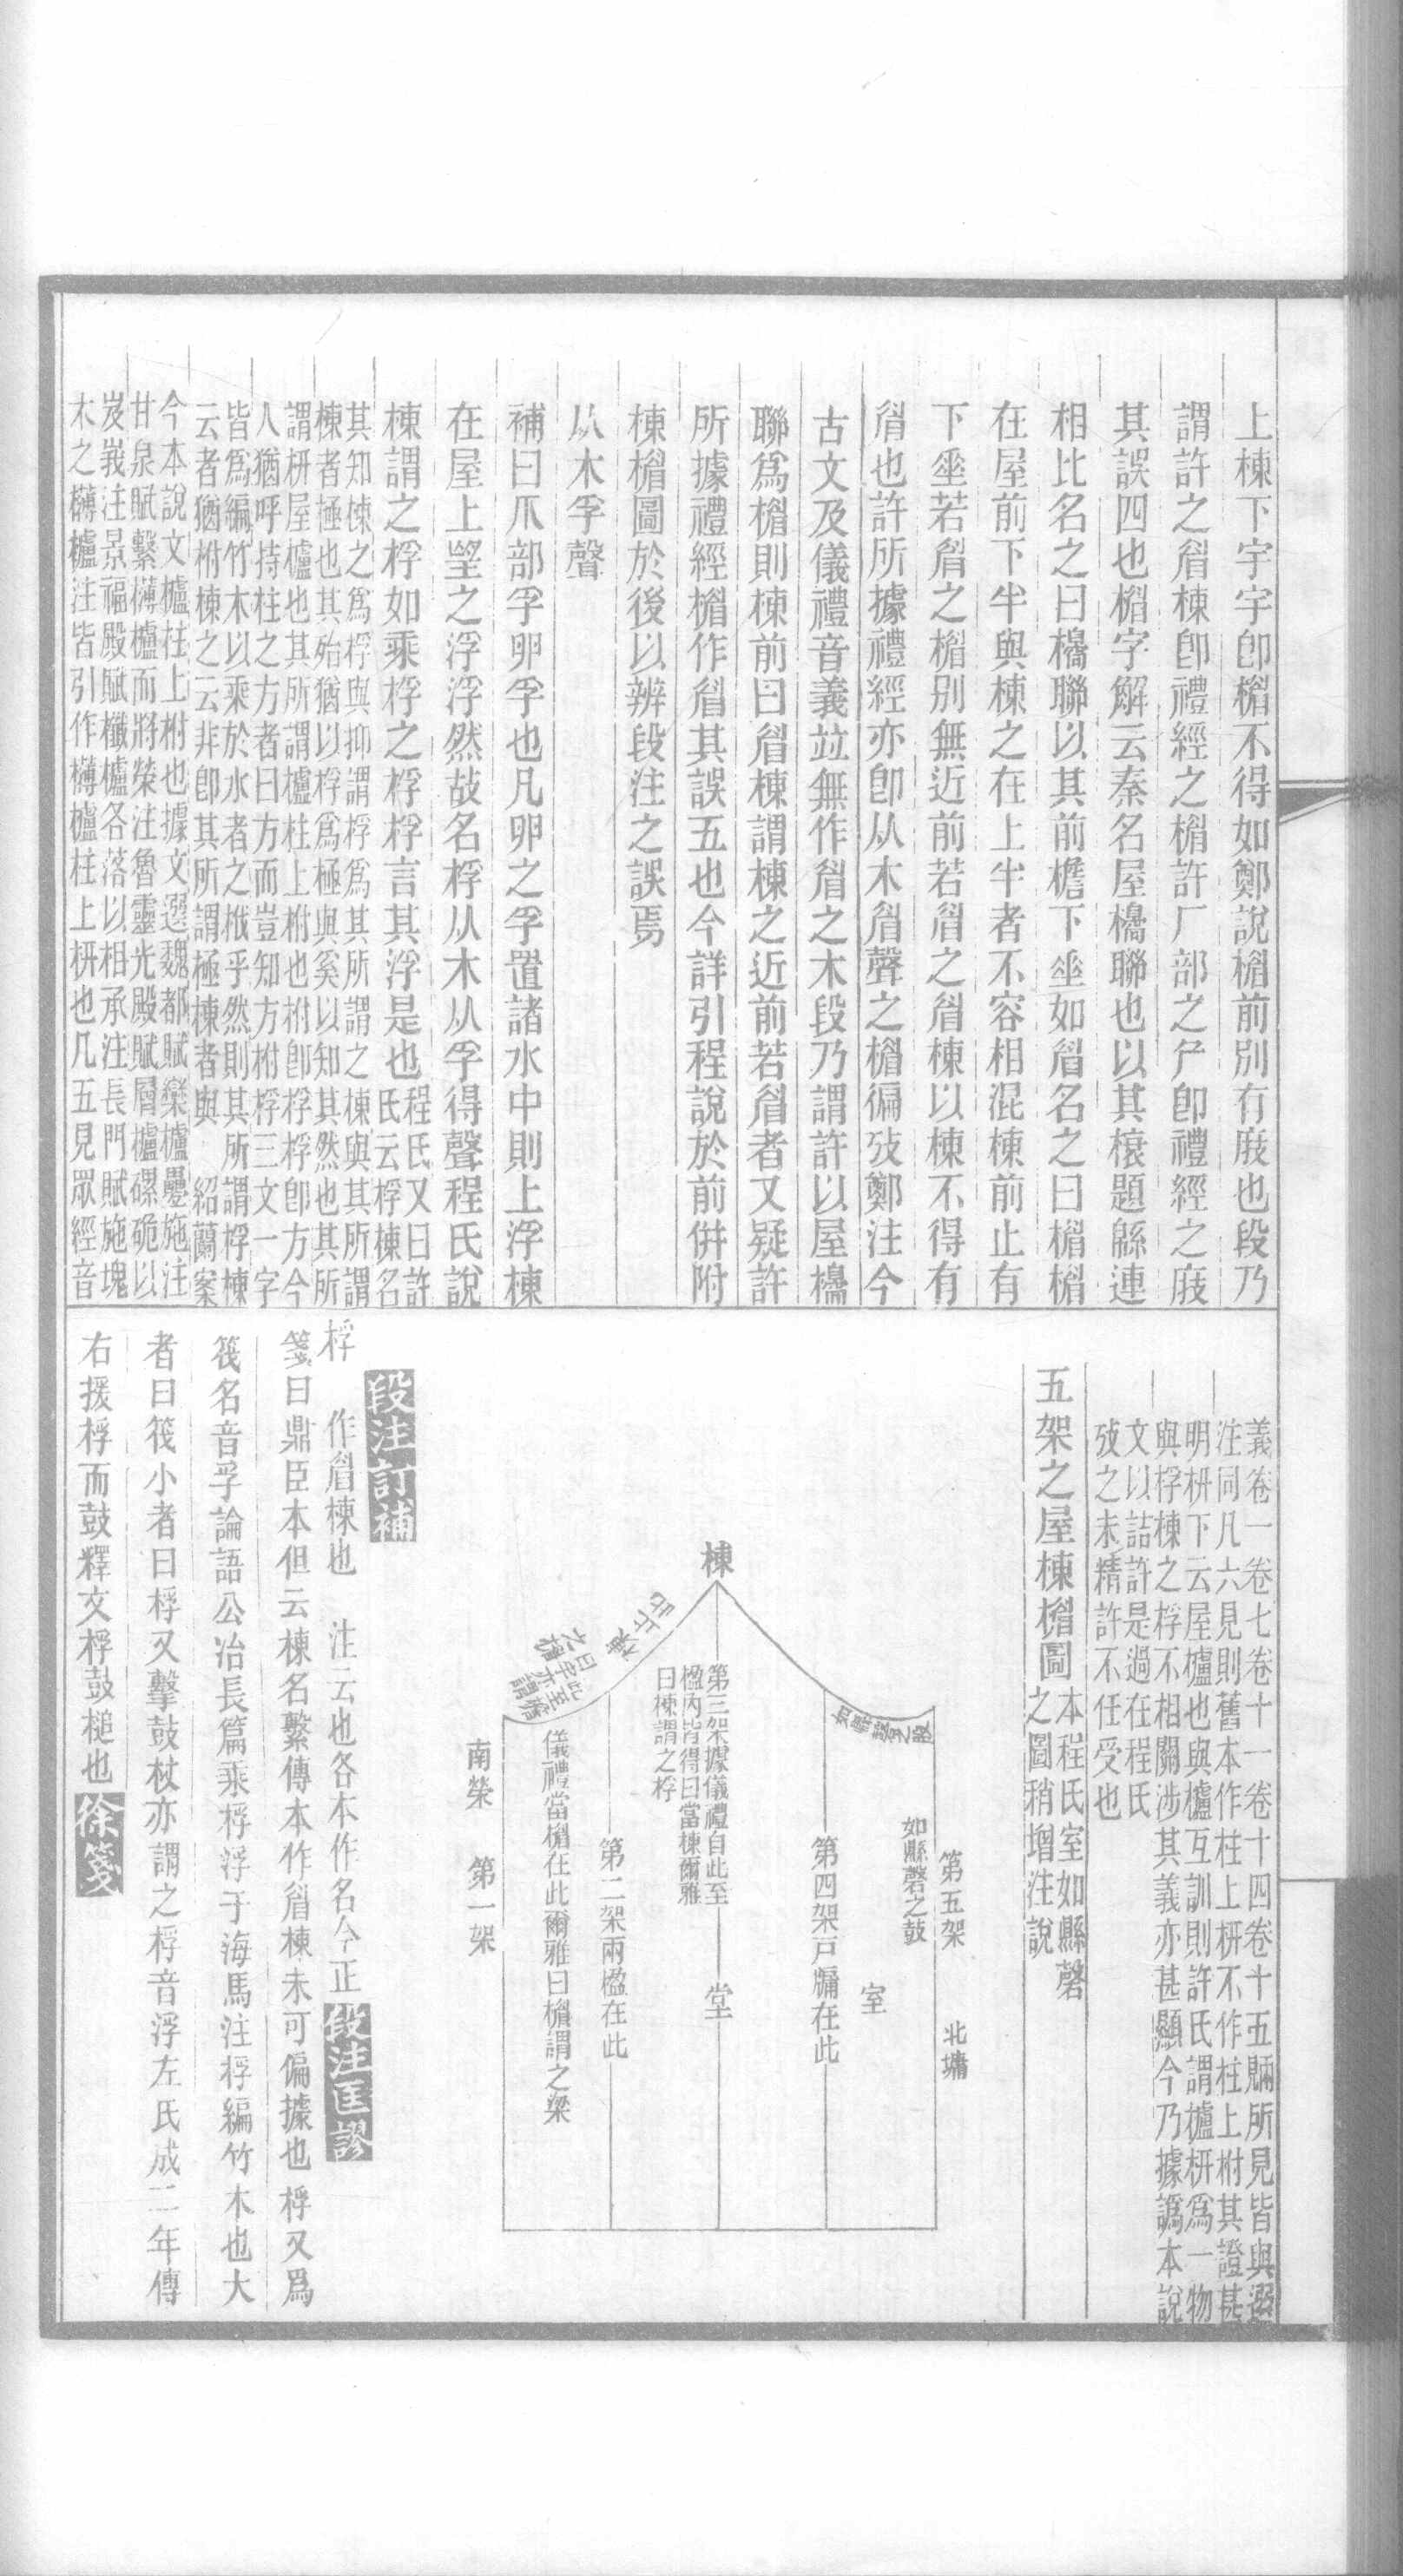 上棟下宇宇卽楣不得如鄭說楣前別有庪也段乃
謂許之眉棟卽禮經之楣許厂部之屵卽禮經之庪
其誤四也楣字解云秦名屋櫋聯也以其榱題緜連
相比名之曰櫋聯以其前檐下坙如眉名之曰楣楣
在屋前下半與棟之在上半者不容相混棟前止有
下坙若眉之楣別無近前若眉之眉棟以棟不得有
眉也許所據禮經亦卽从木眉聲之楣徧攷鄭注今
古文及儀禮音義竝無作眉之本段乃謂許以屋櫋
聯爲楣則棟前曰眉棟謂棟之近前若眉者又疑許
所據禮經楣作眉其誤五也今詳引程說於前併附
棟楣圖於後以辨段注之誤焉
从木孚聲
補曰爪部孚卵孚也凡卵之孚置諸水中則上浮棟
在屋上望之浮浮然故名桴从木从孚得聲程氏說
棟謂之桴如乘桴之桴桴言其浮是也程氏又曰許
氏云桴棟名
其知棟之爲桴與抑謂桴爲其所謂之棟與其所謂
棟者極也其殆猶以桴爲極與奚以知其然也其所
謂枅屋櫨也其所謂櫨柱上柎也柎卽桴桴卽方今
人猶呼持柱之方者曰方而豈知方柎桴三文一字
皆爲編竹木以乘於水者之栰乎然則其所謂桴棟
云者猶柎棟之云非卽其所謂極棟者與 紹蘭案
今本說文櫨柱上柎也據文選魏都賦欒櫨疊施注
甘泉賦繫欂櫨而將榮注魯靈光殿賦層櫨磥硊以
岌峩注景福殿賦櫼櫨各落以相承注長門賦施瑰
木之欂櫨注皆引作欂櫨柱上枅也凡五見眾經音
義卷一卷七卷十一卷十四卷十五賙所見皆與選
注同凡六見則舊本作柱上枅不作柱上柎其證甚
明枅下云屋櫨也與櫨互訓則許氏謂櫨枅爲一物
與桴棟之桴不相關涉其義亦甚顯今乃據譌本說
文以詰許是過在程氏
攷之未精許不任受也
五架之屋棟楣圖本程氏室如縣磬
之圖稍增注說
棟
第三架據儀禮自此至
楹內皆得曰當棟爾雅
曰棟謂之桴
堂
第四架戶牖在此
室
如縣磬之鼓
第五架
北墉
第二架兩楹在此
儀禮當楣在此爾雅曰楣謂之梁
南榮 第一架
段注訂補
桴 作眉棟也 注云也各本作名今正段注匡謬
箋曰鼎臣本但云棟名繫傳本作眉棟未可偏據也桴又爲
筏名音孚論語公冶長篇乘桴浮于海馬注桴編竹木也大
者曰筏小者曰桴又擊鼓杖亦謂之桴音浮左氏成二年傳
右援桴而鼓釋文桴鼓槌也徐箋